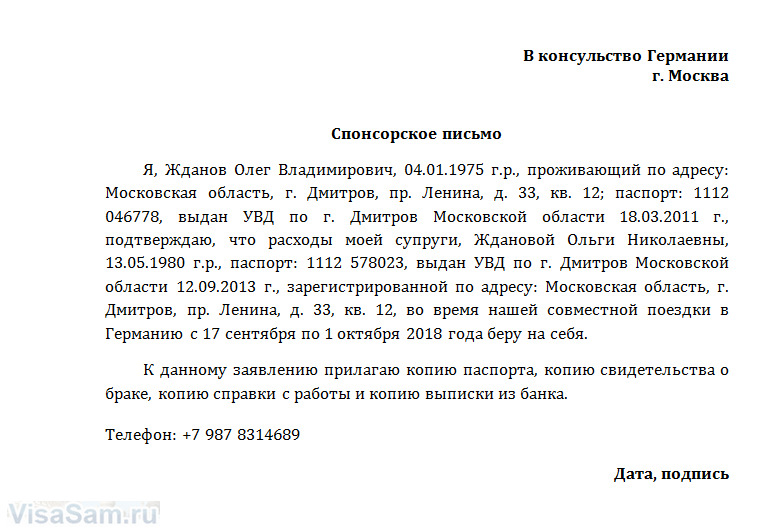 В консульство Германии
г. Москва
Спонсорское письмо
Я, Жданов Олег Владимирович, 04.01.1975 г.р., проживающий по адресу:
Московская область, г. Дмитров, пр. Ленина, д. 33, кв. 12; паспорт: 1112
046778, выдан УВД по г. Дмитров Московской области 18.03.2011 г.,
подтверждаю, что расходы моей супруги, Ждановой Ольги Николаевны,
13.05.1980 г.р., паспорт: 1112 578023, выдан УВД по г. Дмитров Московской
области 12.09.2013 г., зарегистрированной по адресу: Московская область, г.
Дмитров, пр. Ленина, д. 33, кв. 12, во время нашей совместной поездки в
Германию с 17 сентября по 1 октября 2018 года беру на себя.
К данному заявлению прилагаю копию паспорта, копию свидетельства о
браке, копию справки с работы и копию выписки из банка.
Телефон: +7 987 8314689
Дата, подпись
VisaSam.ru